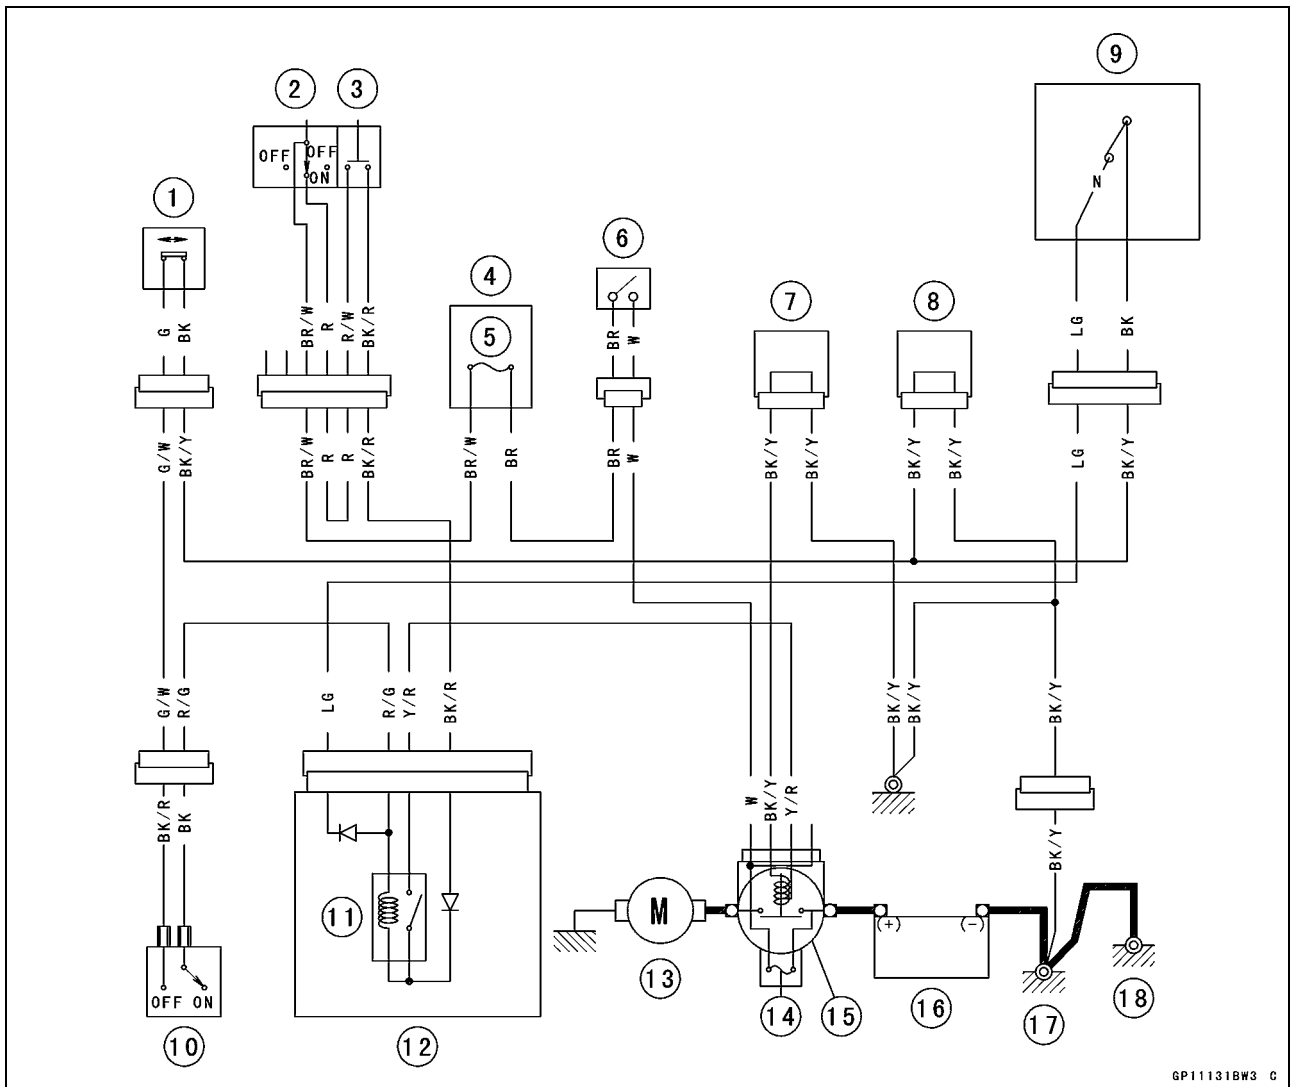 9
2 3
OFF OFF
ON
1
6
N
4
7 8
5
G BK BR/W R R/W BK/R BR W LG BK
G/W BK/Y BR/W R R BK/R BR/W BR BR W BK/Y BK/Y BK/Y BK/Y LG BK/Y
G/W R/G LG R/G Y/R BK/R BK/Y BK/Y BK/Y
W BK/Y Y/R
BK/R BK BK/Y
11 M (+) (-)
13
OFF ON
14 15 16 17 18
10 12
GP11131BW3 C